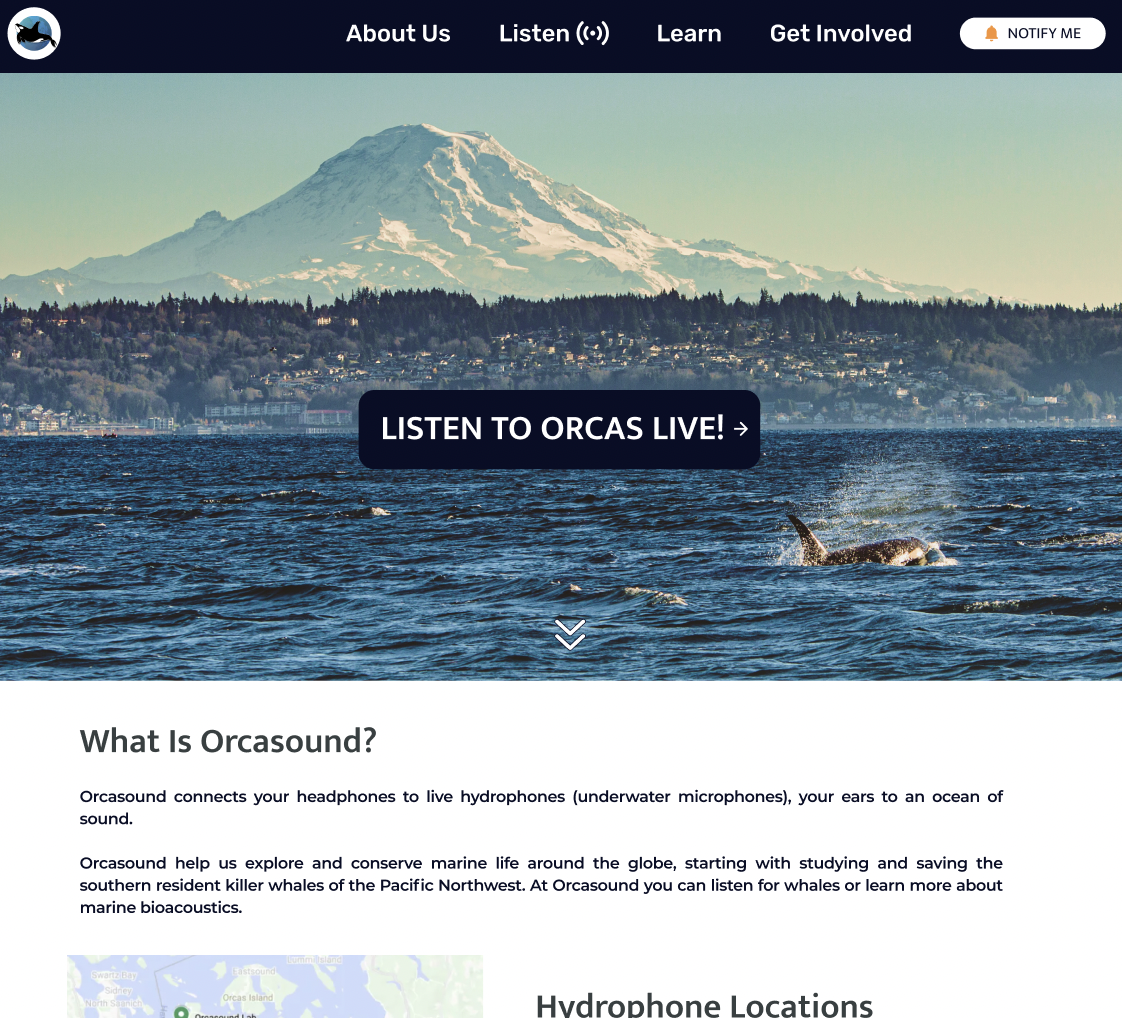 About Us Listen Learn Get Involved NOTIFY ME
LISTEN TO ORCAS LIVE! →
What Is Orcasound?
Orcasound connects your headphones to live hydrophones (underwater microphones), your ears to an ocean of
sound.
Orcasound help us explore and conserve marine life around the globe, starting with studying and saving the
southern resident killer whales of the Pacific Northwest. At Orcasound you can listen for whales or learn more about
marine bioacoustics.
Lummi Island
Swartz Bay
Eastsound
Sidney
North Saanich
Orcas Island
Orcasound Lab
Hydrophone Locations